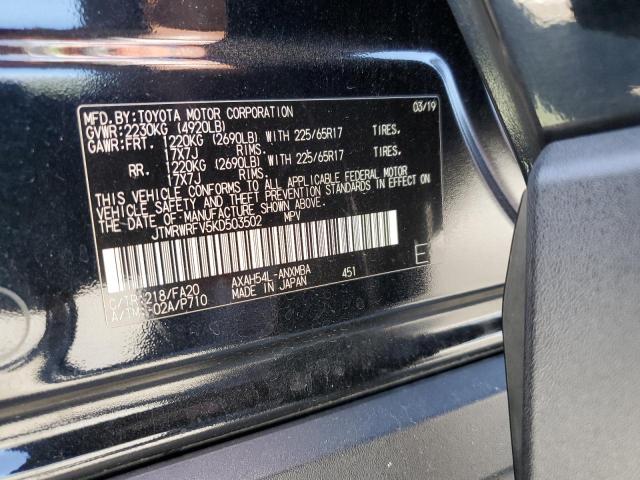 MFD.BY:TOYOTA MOTOR CORPORATION 03/19
GVWR:2230KG (4920LB)
GAWR:FRT. 1220KG (2690LB) WITH 225/65R17 TIRES.
17X7J RIMS.
RR. 1220KG (2690LB) WITH 225/65R17 TIRES.
17X7J RIMS.
THIS VEHICLE CONFORMS TO ALL APPLICABLE FEDERAL MOTOR
VEHICLE SAFETY AND THEFT PREVENTION STANDARDS IN EFFECT ON
THE DATE OF MANUFACTURE SHOWN ABOVE.
JTMRWRFV5KD503502 MPV
C/TR:218/FA20 AXAH54L-ANXMBA 451 E
A/TM:-02A/P710 MADE IN JAPAN